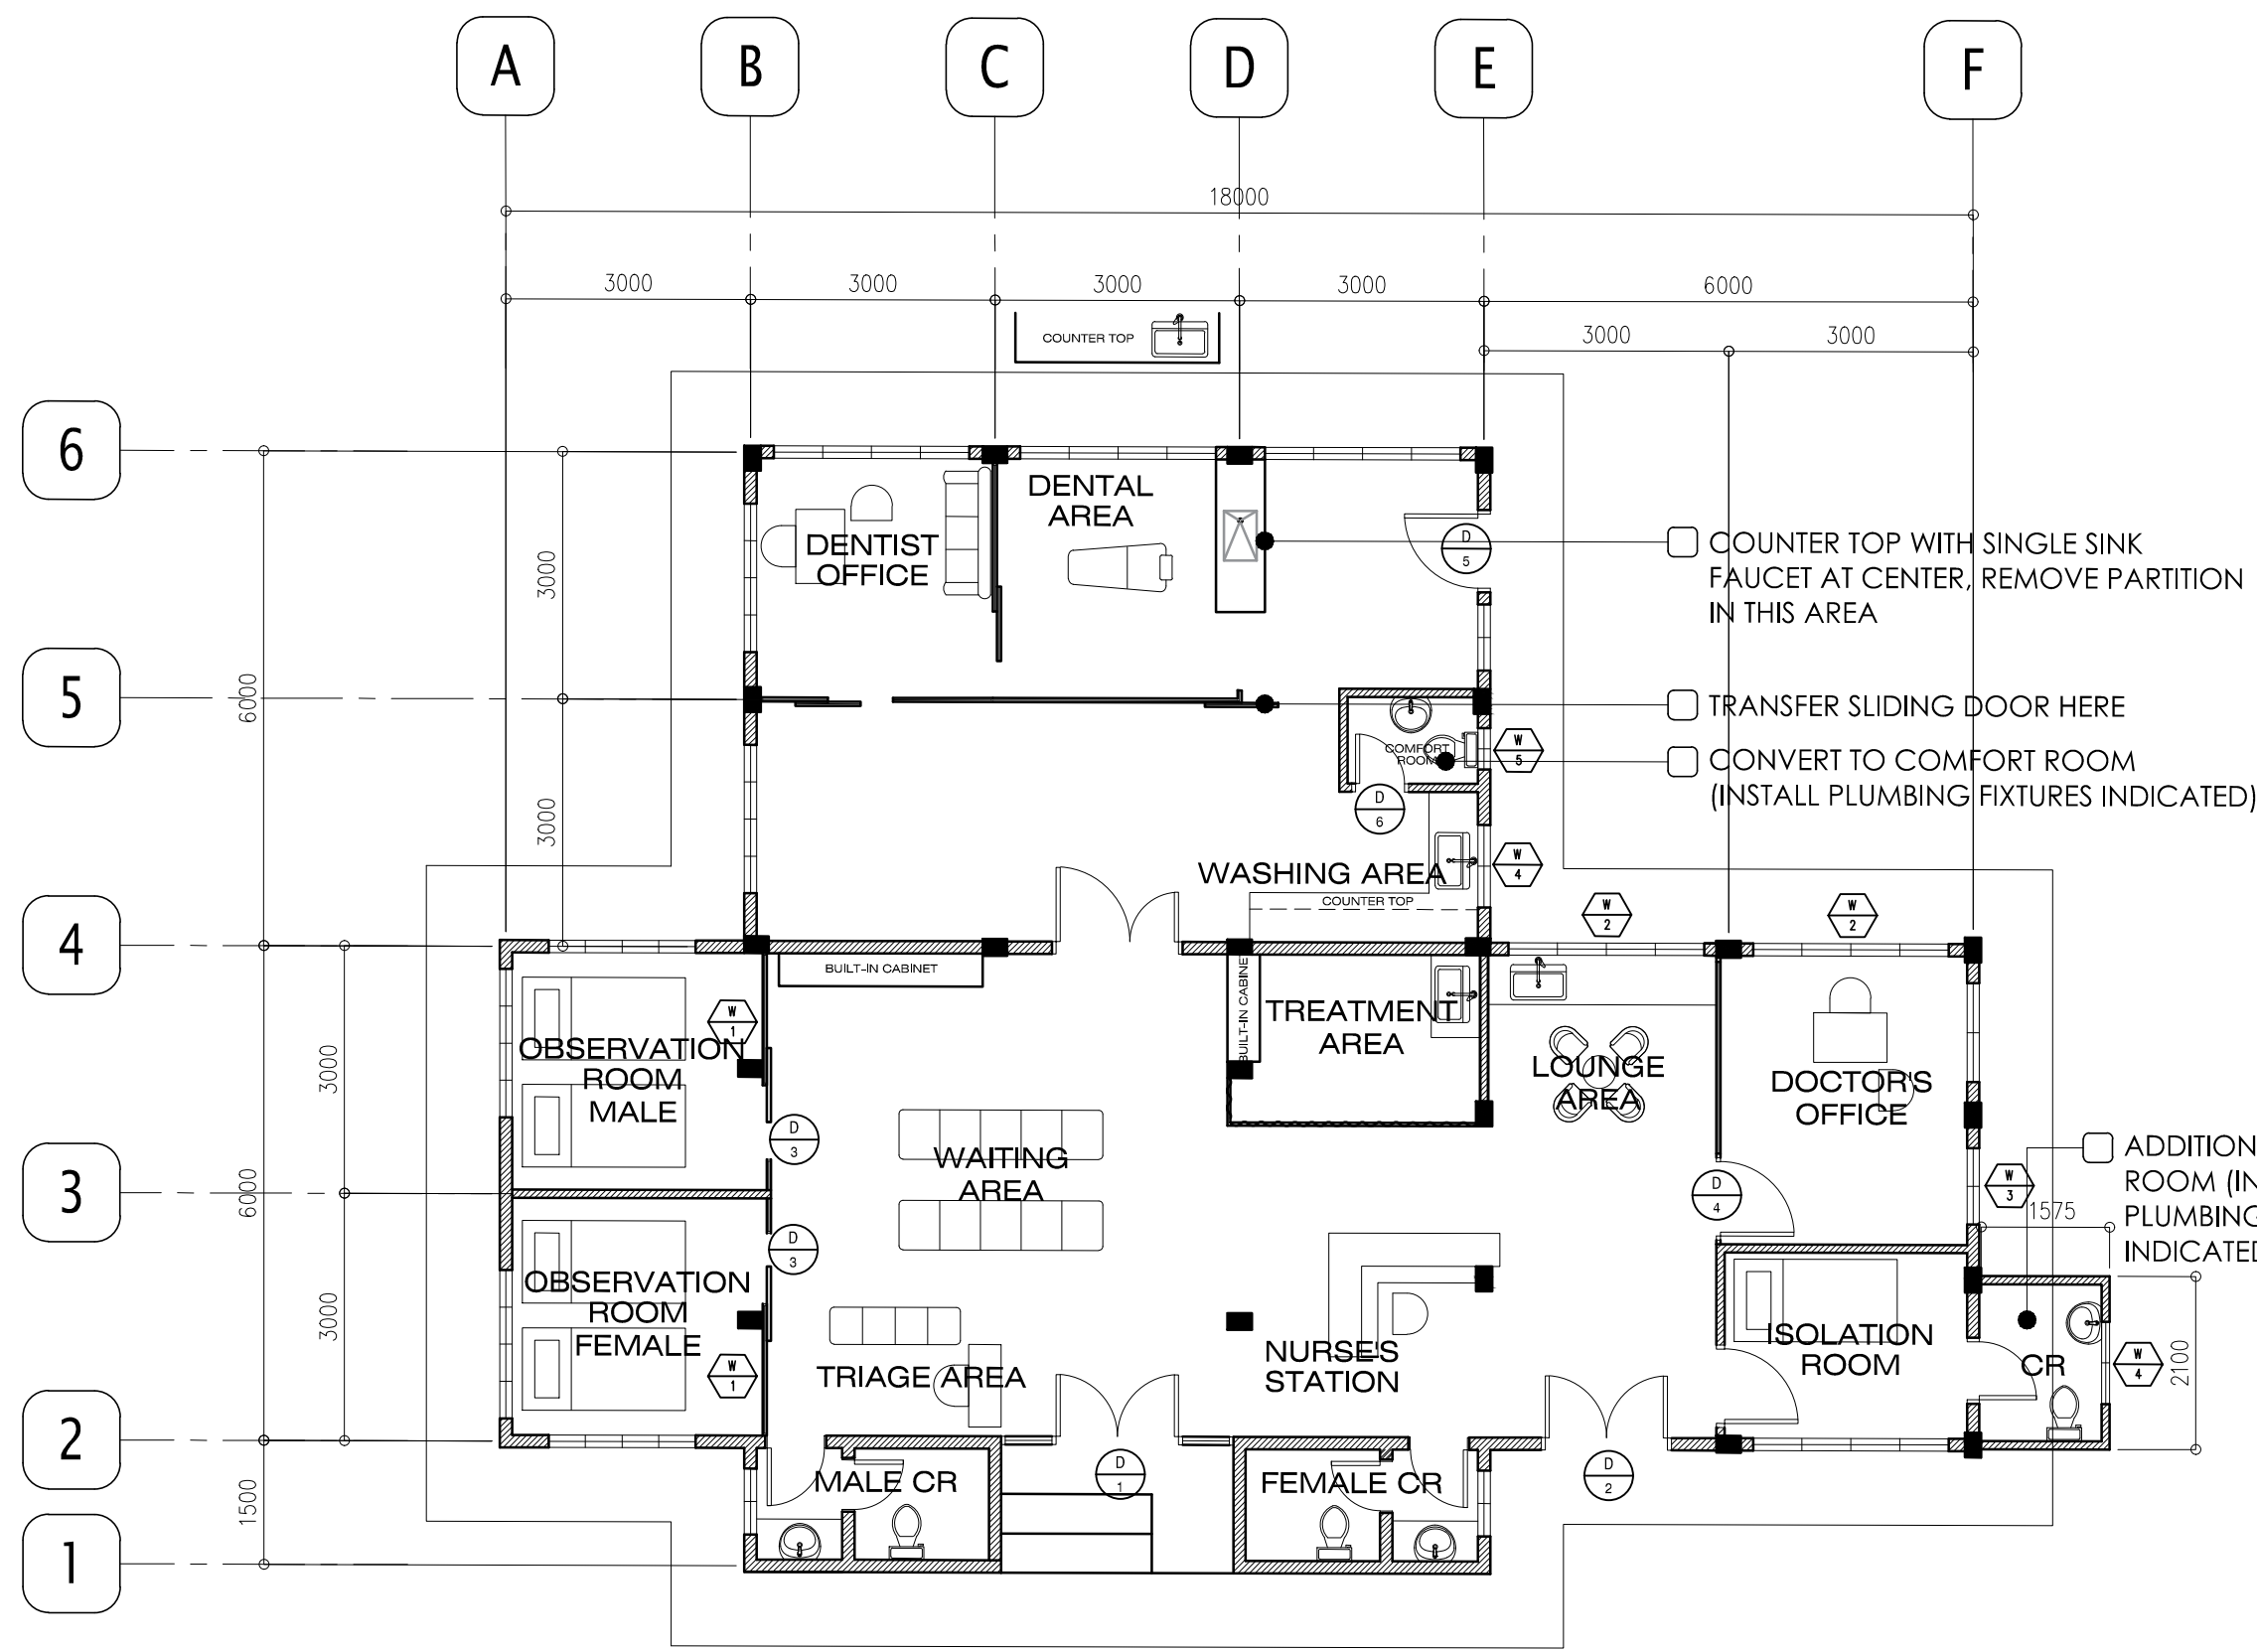 A
B
C
D
E
F
18000
3000
3000
3000
3000
6000
3000
3000
COUNTER TOP
6
5
4
3
2
1
6000
3000
3000
6000
3000
3000
1500
DENTAL
AREA
DENTIST
OFFICE
D
5
COUNTER TOP WITH SINGLE SINK
FAUCET AT CENTER, REMOVE PARTITION
IN THIS AREA
TRANSFER SLIDING DOOR HERE
CONVERT TO COMFORT ROOM
(INSTALL PLUMBING FIXTURES INDICATED)
COMFORT
ROOM
W
5
D
6
WASHING AREA
W
4
COUNTER TOP
W
2
W
2
BUILT-IN CABINET
BUILT-IN CABINET
W
1
OBSERVATION
ROOM
MALE
TREATMENT
AREA
LOUNGE
AREA
DOCTOR'S
OFFICE
D
3
WAITING
AREA
D
4
W
3
1575
ADDITION
ROOM (IN
PLUMBING
INDICATED
D
3
OBSERVATION
ROOM
FEMALE
W
1
TRIAGE AREA
NURSE'S
STATION
ISOLATION
ROOM
CR
W
4
2100
MALE CR
D
1
FEMALE CR
D
2